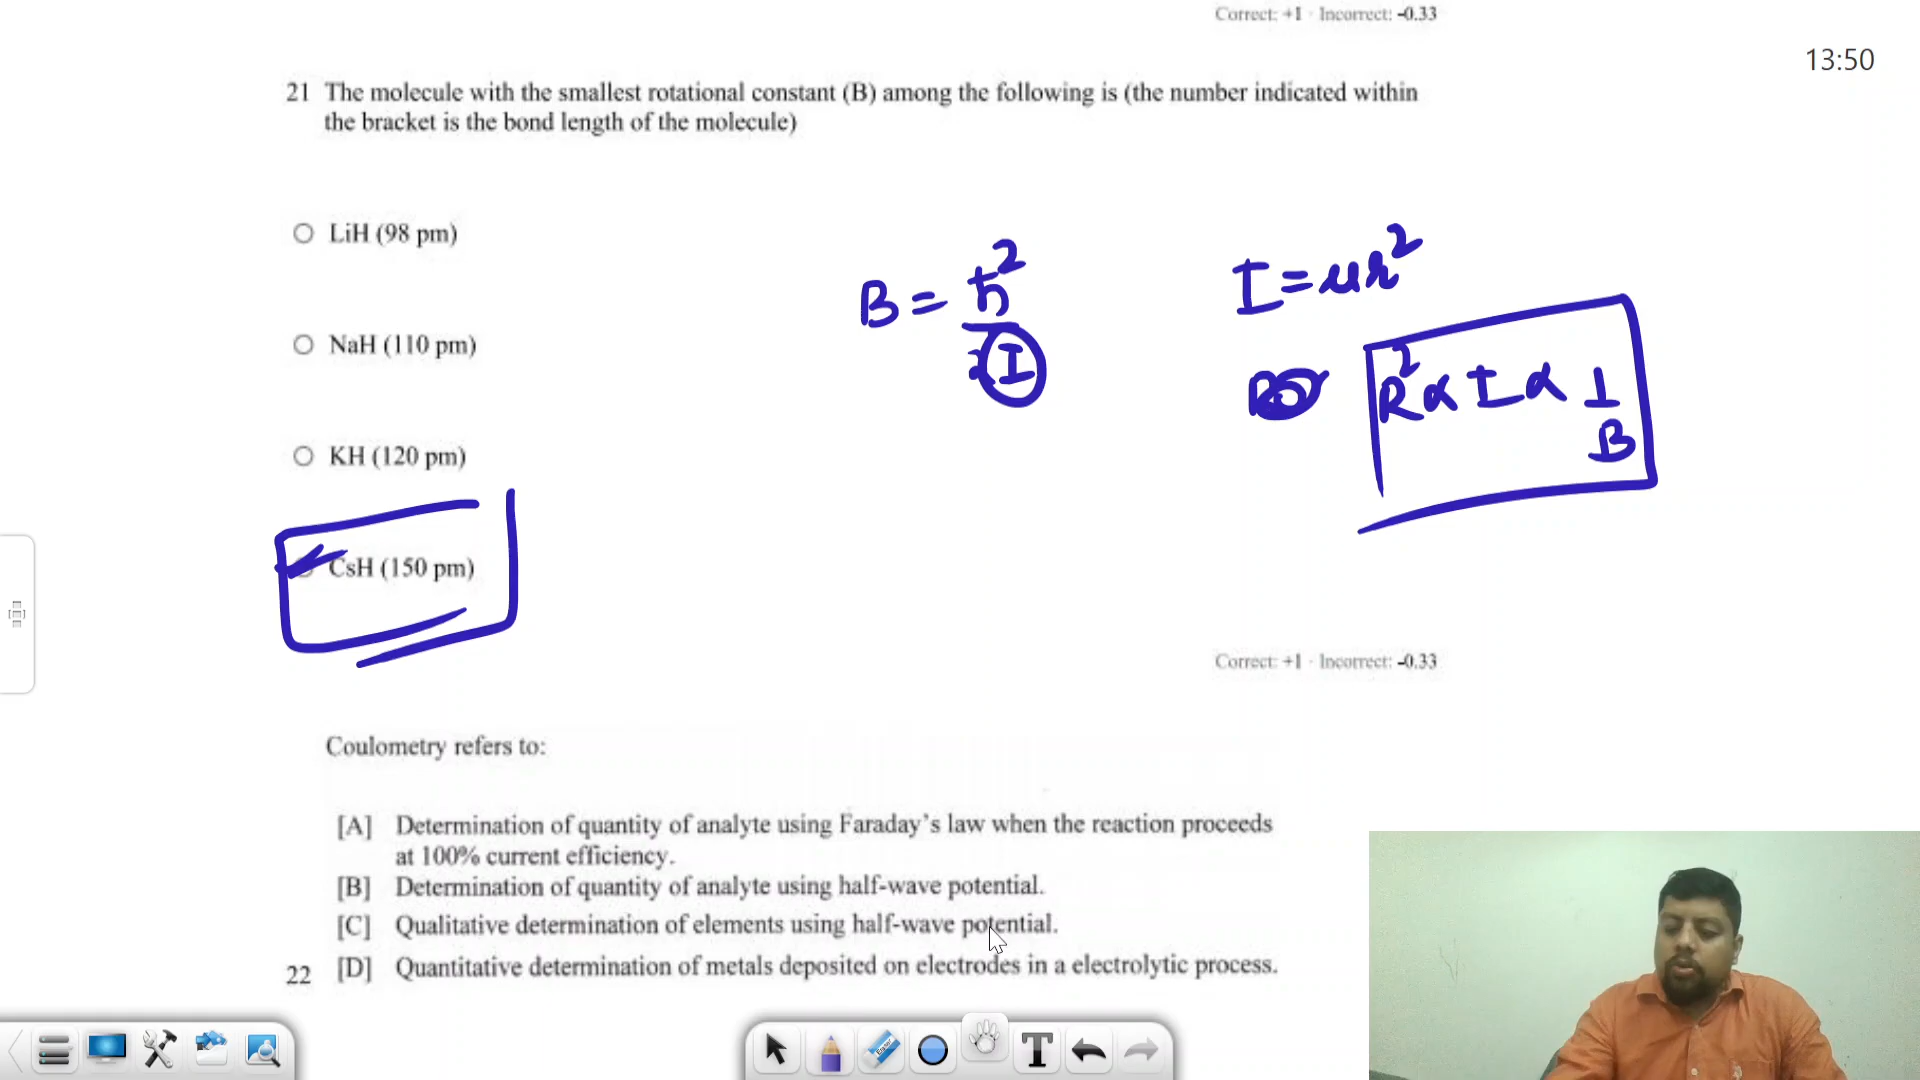 Correct: +1 · Incorrect: -0.33
13:50
21 The molecule with the smallest rotational constant (B) among the following is (the number indicated within
the bracket is the bond length of the molecule)
LiH (98 pm)
NaH (110 pm)
KH (120 pm)
CsH (150 pm)
B = ħ²
2I
I = μr²
R² α I α 1
B
Correct: +1 · Incorrect: -0.33
Coulometry refers to:
[A] Determination of quantity of analyte using Faraday's law when the reaction proceeds
at 100% current efficiency.
[B] Determination of quantity of analyte using half-wave potential.
[C] Qualitative determination of elements using half-wave potential.
22 [D] Quantitative determination of metals deposited on electrodes in a electrolytic process.
T